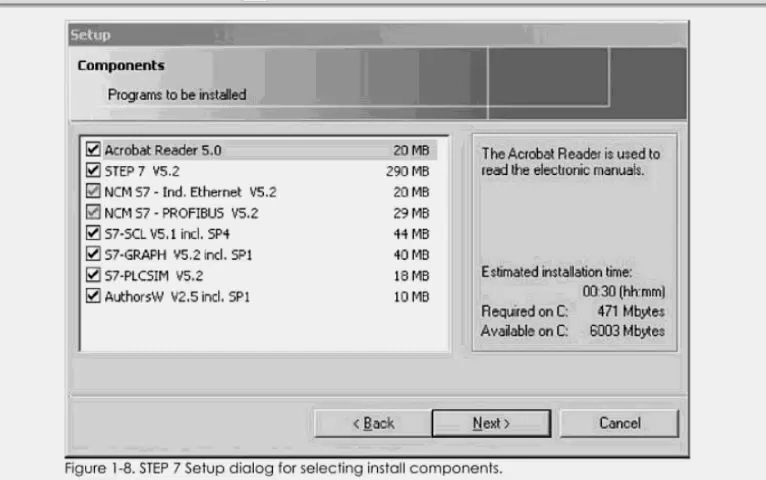 Setup
Components
Programs to be installed
Acrobat Reader 5.0 20 MB
STEP 7 V5.2 290 MB
NCM S7 - Ind. Ethernet V5.2 20 MB
NCM S7 - PROFIBUS V5.2 29 MB
S7-SCL V5.1 incl. SP4 44 MB
S7-GRAPH V5.2 incl. SP1 40 MB
S7-PLCSIM V5.2 18 MB
AuthorsW V2.5 incl. SP1 10 MB
The Acrobat Reader is used to
read the electronic manuals.
Estimated installation time:
00:30 (hh:mm)
Required on C: 471 Mbytes
Available on C: 6003 Mbytes
< Back Next > Cancel
Figure 1-8. STEP 7 Setup dialog for selecting install components.